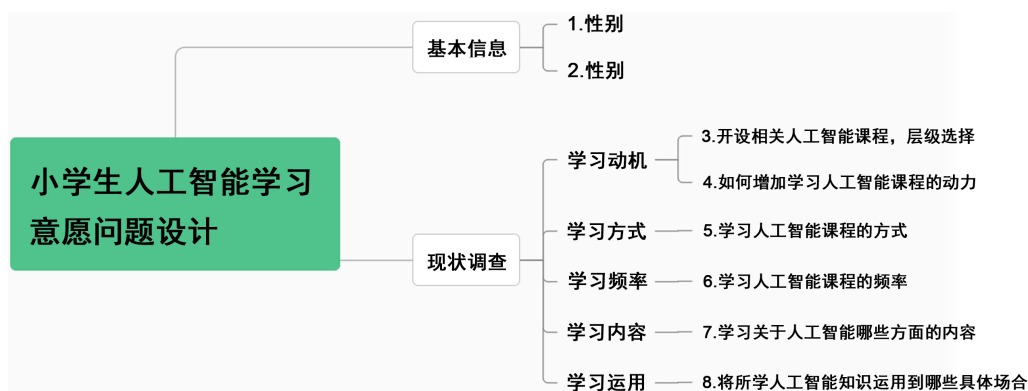 小学生人工智能学习
意愿问题设计
基本信息
1.性别
2.性别
现状调查
学习动机
3.开设相关人工智能课程，层级选择
4.如何增加学习人工智能课程的动力
学习方式
5.学习人工智能课程的方式
学习频率
6.学习人工智能课程的频率
学习内容
7.学习关于人工智能哪些方面的内容
学习运用
8.将所学人工智能知识运用到哪些具体场合